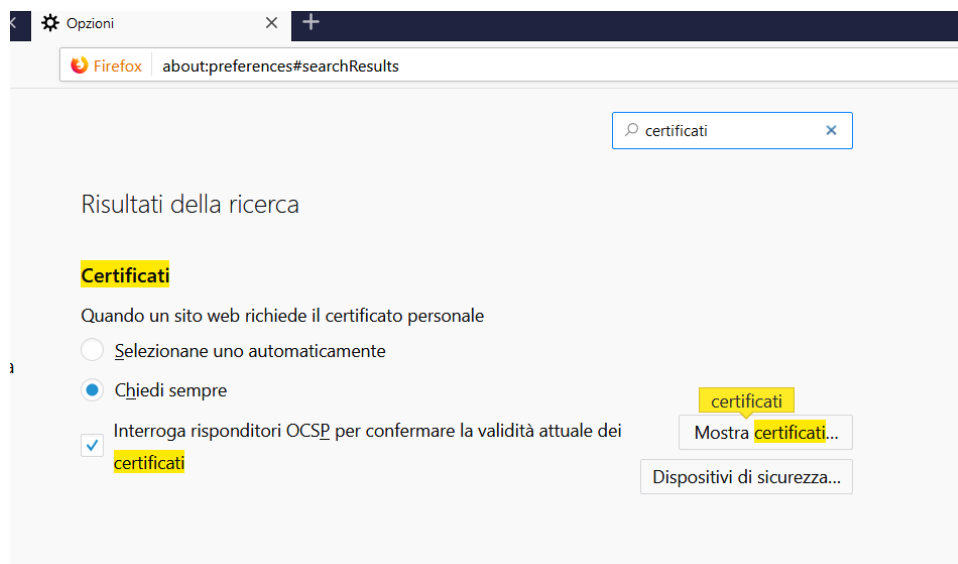 Opzioni
Firefox about:preferences#searchResults
certificati
Risultati della ricerca
Certificati
Quando un sito web richiede il certificato personale
Selezionane uno automaticamente
Chiedi sempre
certificati
Interroga risponditori OCSP per confermare la validità attuale dei
certificati
Mostra certificati...
Dispositivi di sicurezza...
a